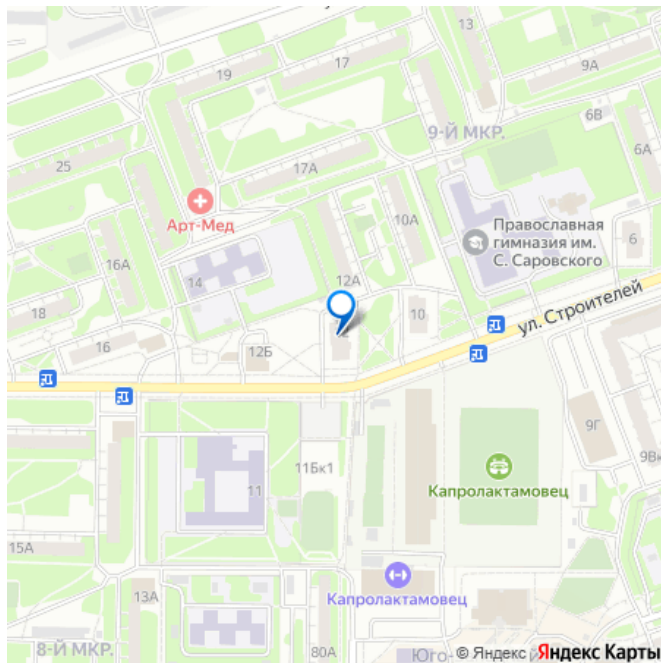 13
17
9А
19
6В
9-Й МКР.
6А
25
17А
Арт-Мед
10А
Православная
гимназия им.
С. Саровского
6
16А
14
12А
18
10
12
ул. Строителей
16
12Б
9Г
11Бк1
9Вк
11
Капролактамовец
15А
13А
Капролактамовец
8-Й МКР.
80А
Юго-
© Яндекс Яндекс Карты